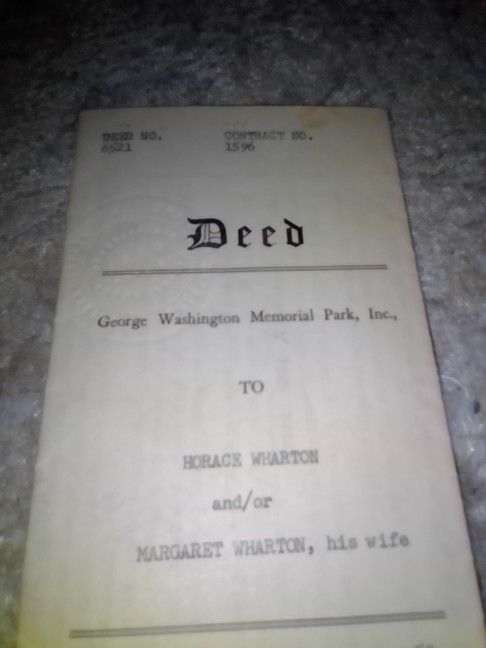 DEED NO. CONTRACT NO.
6521 1596
Deed
George Washington Memorial Park, Inc.,
TO
HORACE WHARTON
and/or
MARGARET WHARTON, his wife